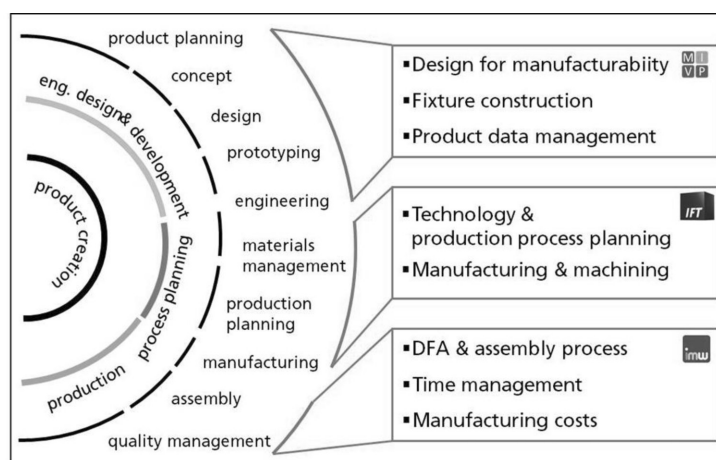 product planning
concept
design
prototyping
engineering
materials
management
production
planning
manufacturing
assembly
quality management
eng. design & development
process planning
production
product creation
▪Design for manufacturabiity
▪Fixture construction
▪Product data management
M I
V P
▪Technology &
production process planning
▪Manufacturing & machining
IFT
▪DFA & assembly process
▪Time management
▪Manufacturing costs
imw